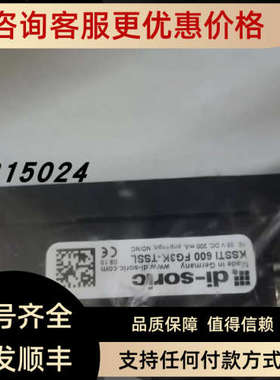 咨询客服更优惠价格
15024
di-soric
KSSTI 600 FG3K-TSSL
Made in Germany
www.di-soric.com
号齐全
发顺丰
品质保障 值得信赖
支持任何付款方式